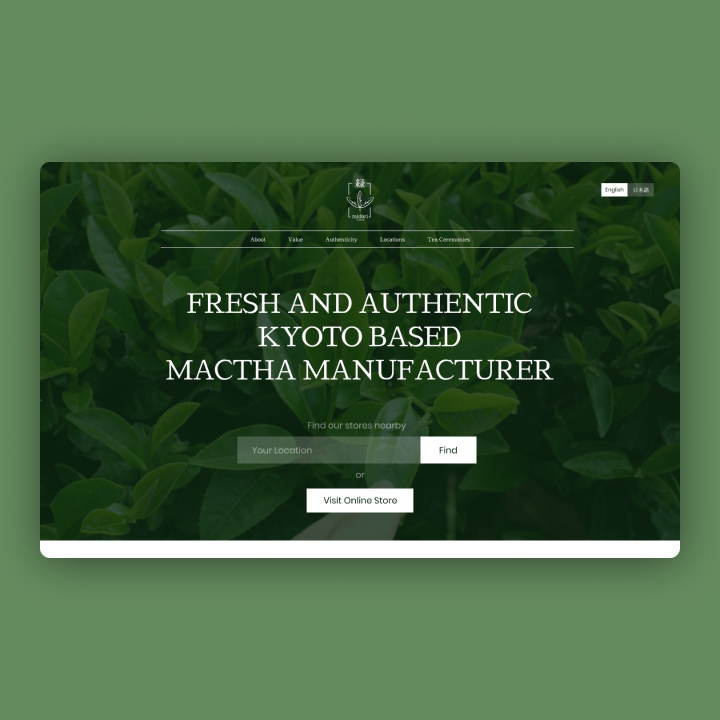 緑
midori
English 日本語
About Value Authenticity Locations Tea Ceremonies
FRESH AND AUTHENTIC
KYOTO BASED
MACTHA MANUFACTURER
Find our stores nearby
Your Location Find
or
Visit Online Store